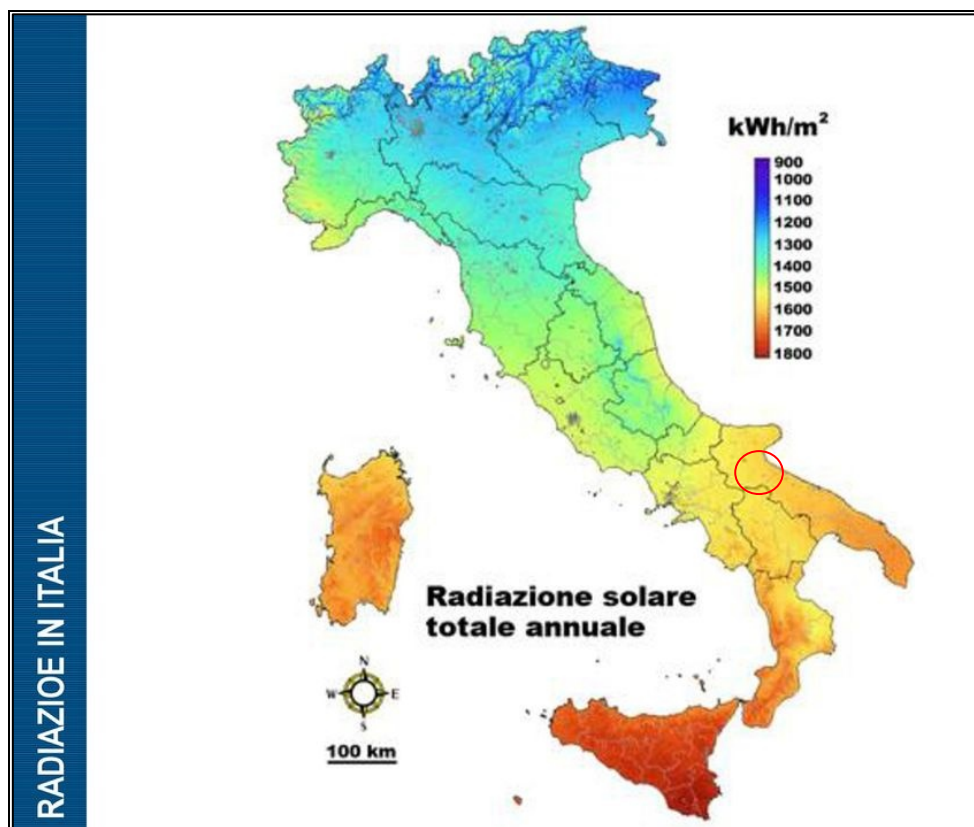 RADIAZIOE IN ITALIA
kWh/m²
900
1000
1100
1200
1300
1400
1500
1600
1700
1800
Radiazione solare
totale annuale
N
W E
S
100 km